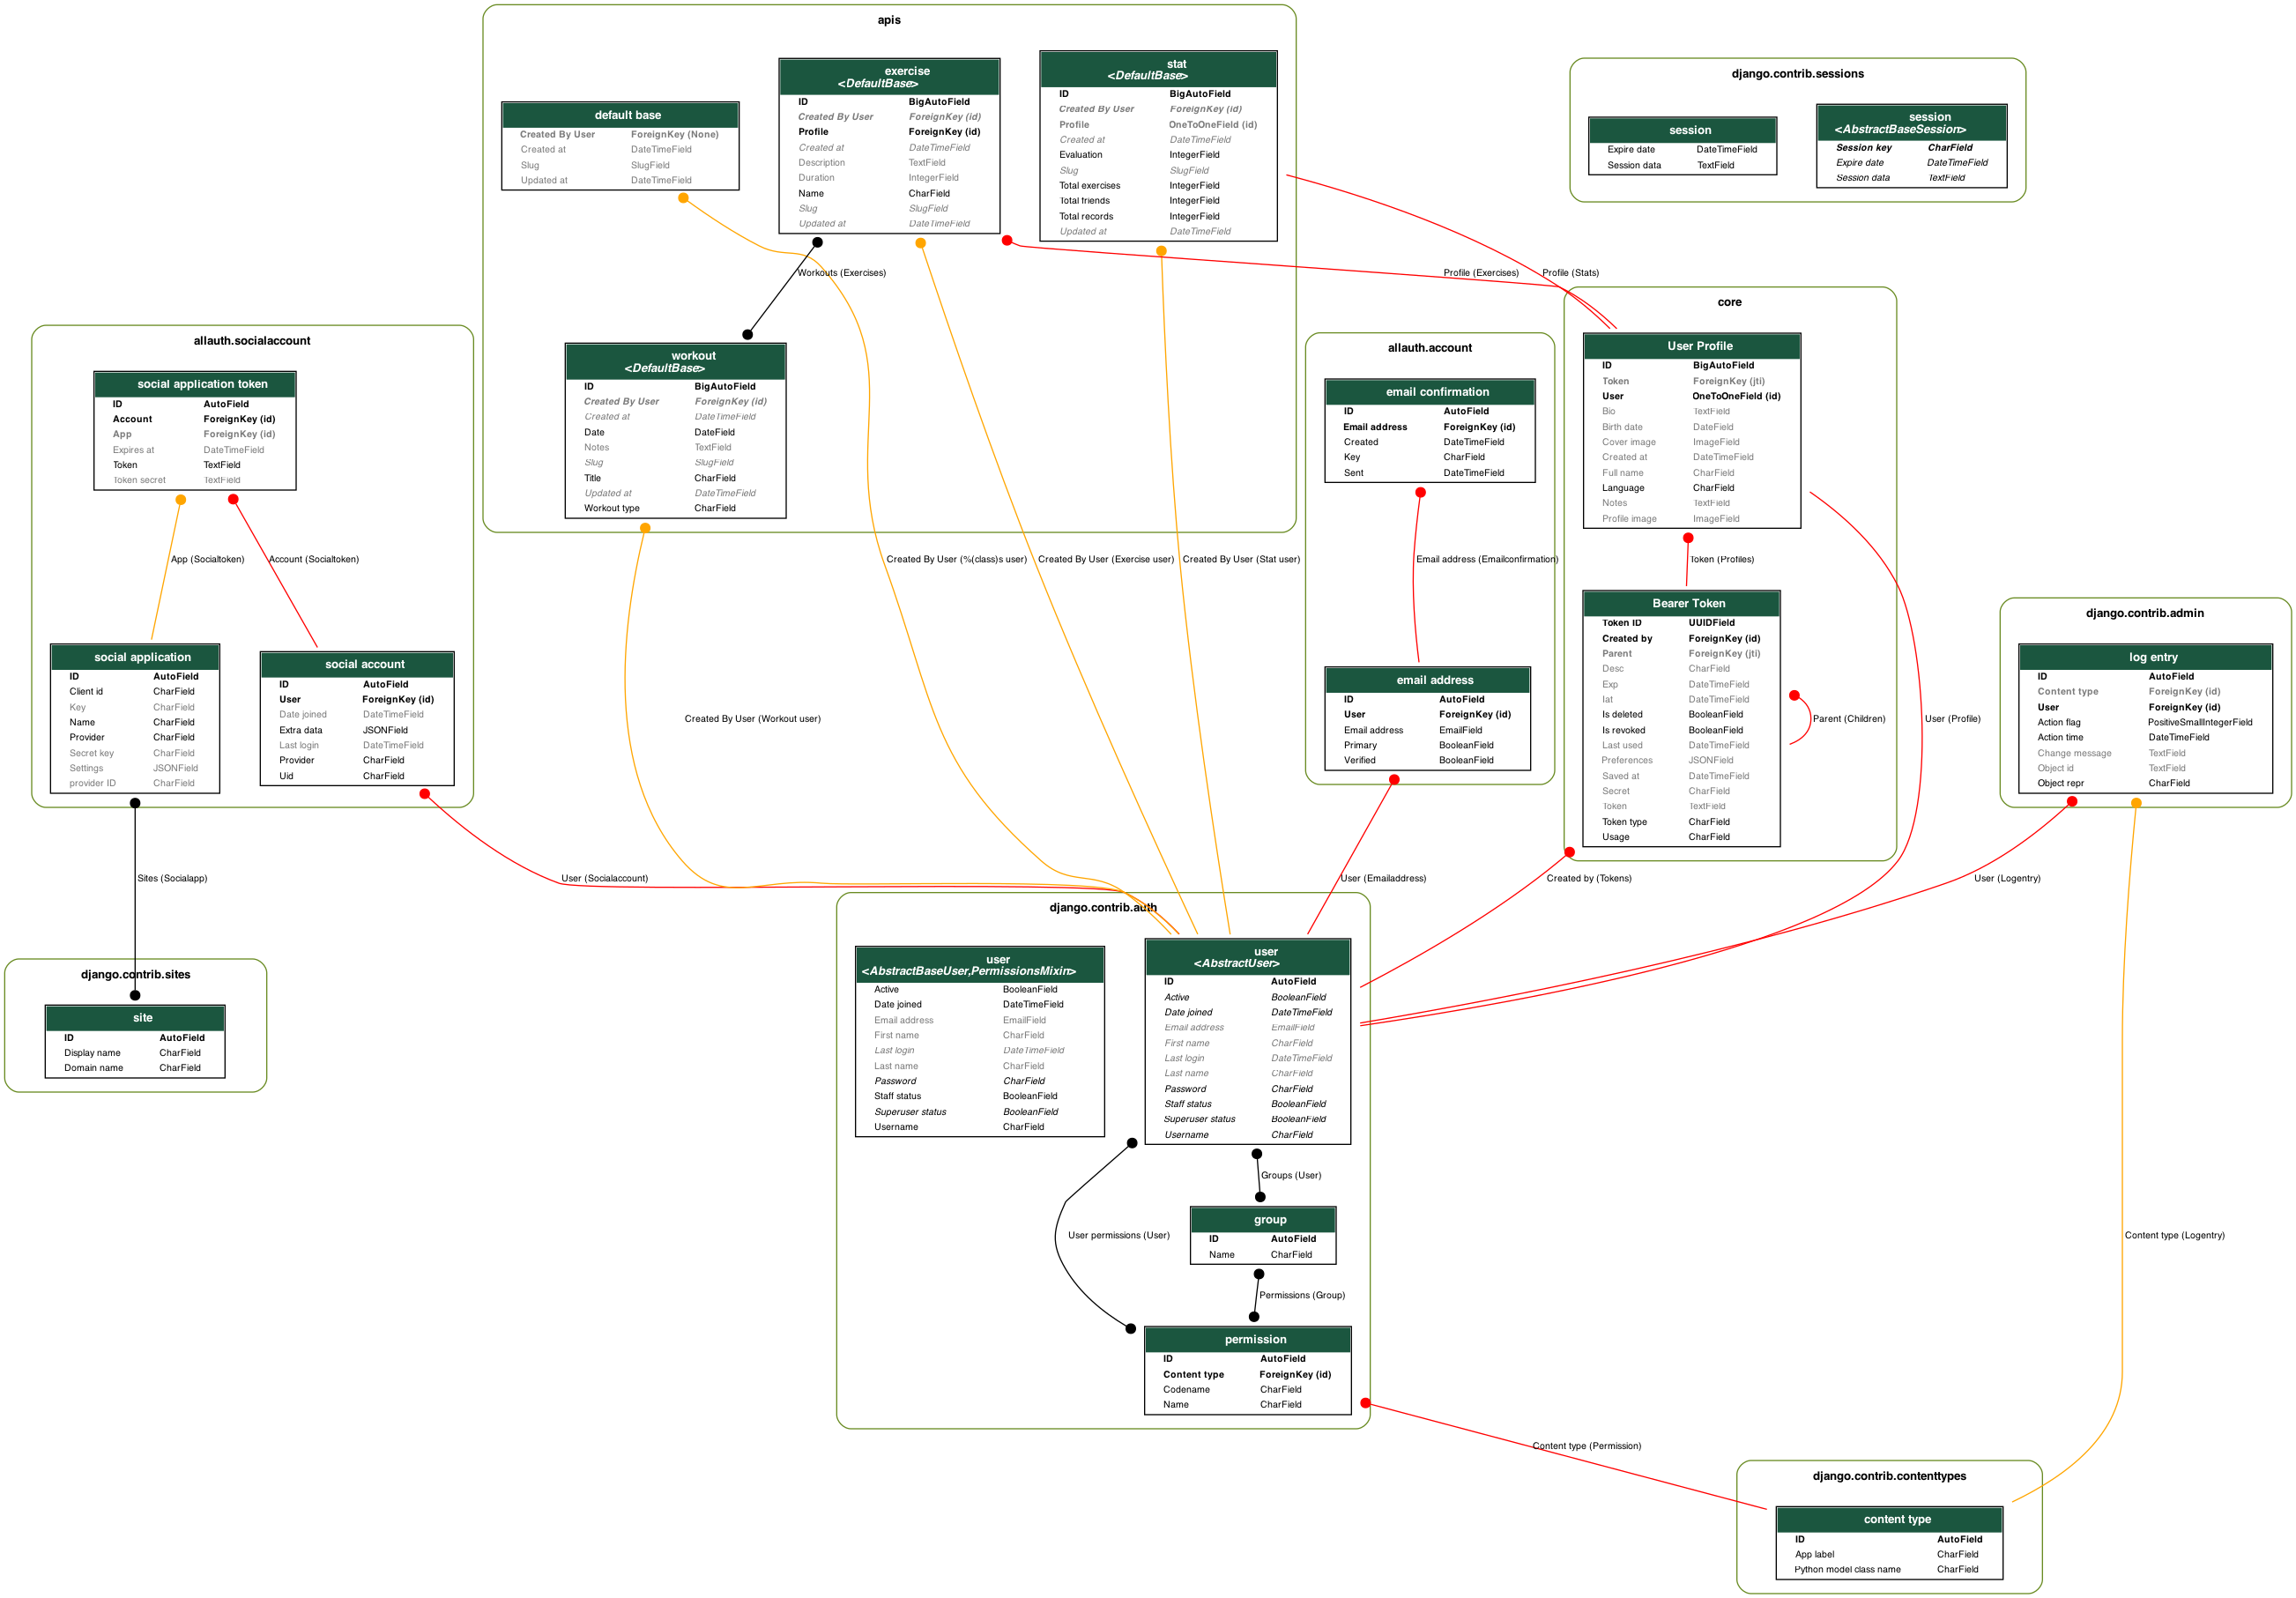 apis
default base
Created By User ForeignKey (None)
Created at DateTimeField
Slug SlugField
Updated at DateTimeField
exercise
<DefaultBase>
ID BigAutoField
Created By User ForeignKey (id)
Profile ForeignKey (id)
Created at DateTimeField
Description TextField
Duration IntegerField
Name CharField
Slug SlugField
Updated at DateTimeField
stat
<DefaultBase>
ID BigAutoField
Created By User ForeignKey (id)
Profile OneToOneField (id)
Created at DateTimeField
Evaluation IntegerField
Slug SlugField
Total exercises IntegerField
Total friends IntegerField
Total records IntegerField
Updated at DateTimeField
Workouts (Exercises)
workout
<DefaultBase>
ID BigAutoField
Created By User ForeignKey (id)
Created at DateTimeField
Date DateField
Notes TextField
Slug SlugField
Title CharField
Updated at DateTimeField
Workout type CharField
django.contrib.sessions
session
Expire date DateTimeField
Session data TextField
session
<AbstractBaseSession>
Session key CharField
Expire date DateTimeField
Session data TextField
Profile (Exercises)
Profile (Stats)
core
User Profile
ID BigAutoField
Token ForeignKey (jti)
User OneToOneField (id)
Bio TextField
Birth date DateField
Cover image ImageField
Created at DateTimeField
Full name CharField
Language CharField
Notes TextField
Profile image ImageField
Token (Profiles)
Bearer Token
Token ID UUIDField
Created by ForeignKey (id)
Parent ForeignKey (jti)
Desc CharField
Exp DateTimeField
Iat DateTimeField
Is deleted BooleanField
Is revoked BooleanField
Last used DateTimeField
Preferences JSONField
Saved at DateTimeField
Secret CharField
Token TextField
Token type CharField
Usage CharField
Parent (Children)
User (Profile)
allauth.socialaccount
social application token
ID AutoField
Account ForeignKey (id)
App ForeignKey (id)
Expires at DateTimeField
Token TextField
Token secret TextField
App (Socialtoken)
Account (Socialtoken)
social application
ID AutoField
Client id CharField
Key CharField
Name CharField
Provider CharField
Secret key CharField
Settings JSONField
provider ID CharField
social account
ID AutoField
User ForeignKey (id)
Date joined DateTimeField
Extra data JSONField
Last login DateTimeField
Provider CharField
Uid CharField
allauth.account
email confirmation
ID AutoField
Email address ForeignKey (id)
Created DateTimeField
Key CharField
Sent DateTimeField
Email address (Emailconfirmation)
email address
ID AutoField
User ForeignKey (id)
Email address EmailField
Primary BooleanField
Verified BooleanField
Created By User (%(class)s user)
Created By User (Exercise user)
Created By User (Stat user)
Created By User (Workout user)
django.contrib.admin
log entry
ID AutoField
Content type ForeignKey (id)
User ForeignKey (id)
Action flag PositiveSmallIntegerField
Action time DateTimeField
Change message TextField
Object id TextField
Object repr CharField
Sites (Socialapp)
User (Socialaccount)
User (Emailaddress)
Created by (Tokens)
User (Logentry)
django.contrib.sites
site
ID AutoField
Display name CharField
Domain name CharField
django.contrib.auth
user
<AbstractBaseUser,PermissionsMixin>
Active BooleanField
Date joined DateTimeField
Email address EmailField
First name CharField
Last login DateTimeField
Last name CharField
Password CharField
Staff status BooleanField
Superuser status BooleanField
Username CharField
user
<AbstractUser>
ID AutoField
Active BooleanField
Date joined DateTimeField
Email address EmailField
First name CharField
Last login DateTimeField
Last name CharField
Password CharField
Staff status BooleanField
Superuser status BooleanField
Username CharField
Groups (User)
User permissions (User)
group
ID AutoField
Name CharField
Permissions (Group)
permission
ID AutoField
Content type ForeignKey (id)
Codename CharField
Name CharField
Content type (Logentry)
Content type (Permission)
django.contrib.contenttypes
content type
ID AutoField
App label CharField
Python model class name CharField